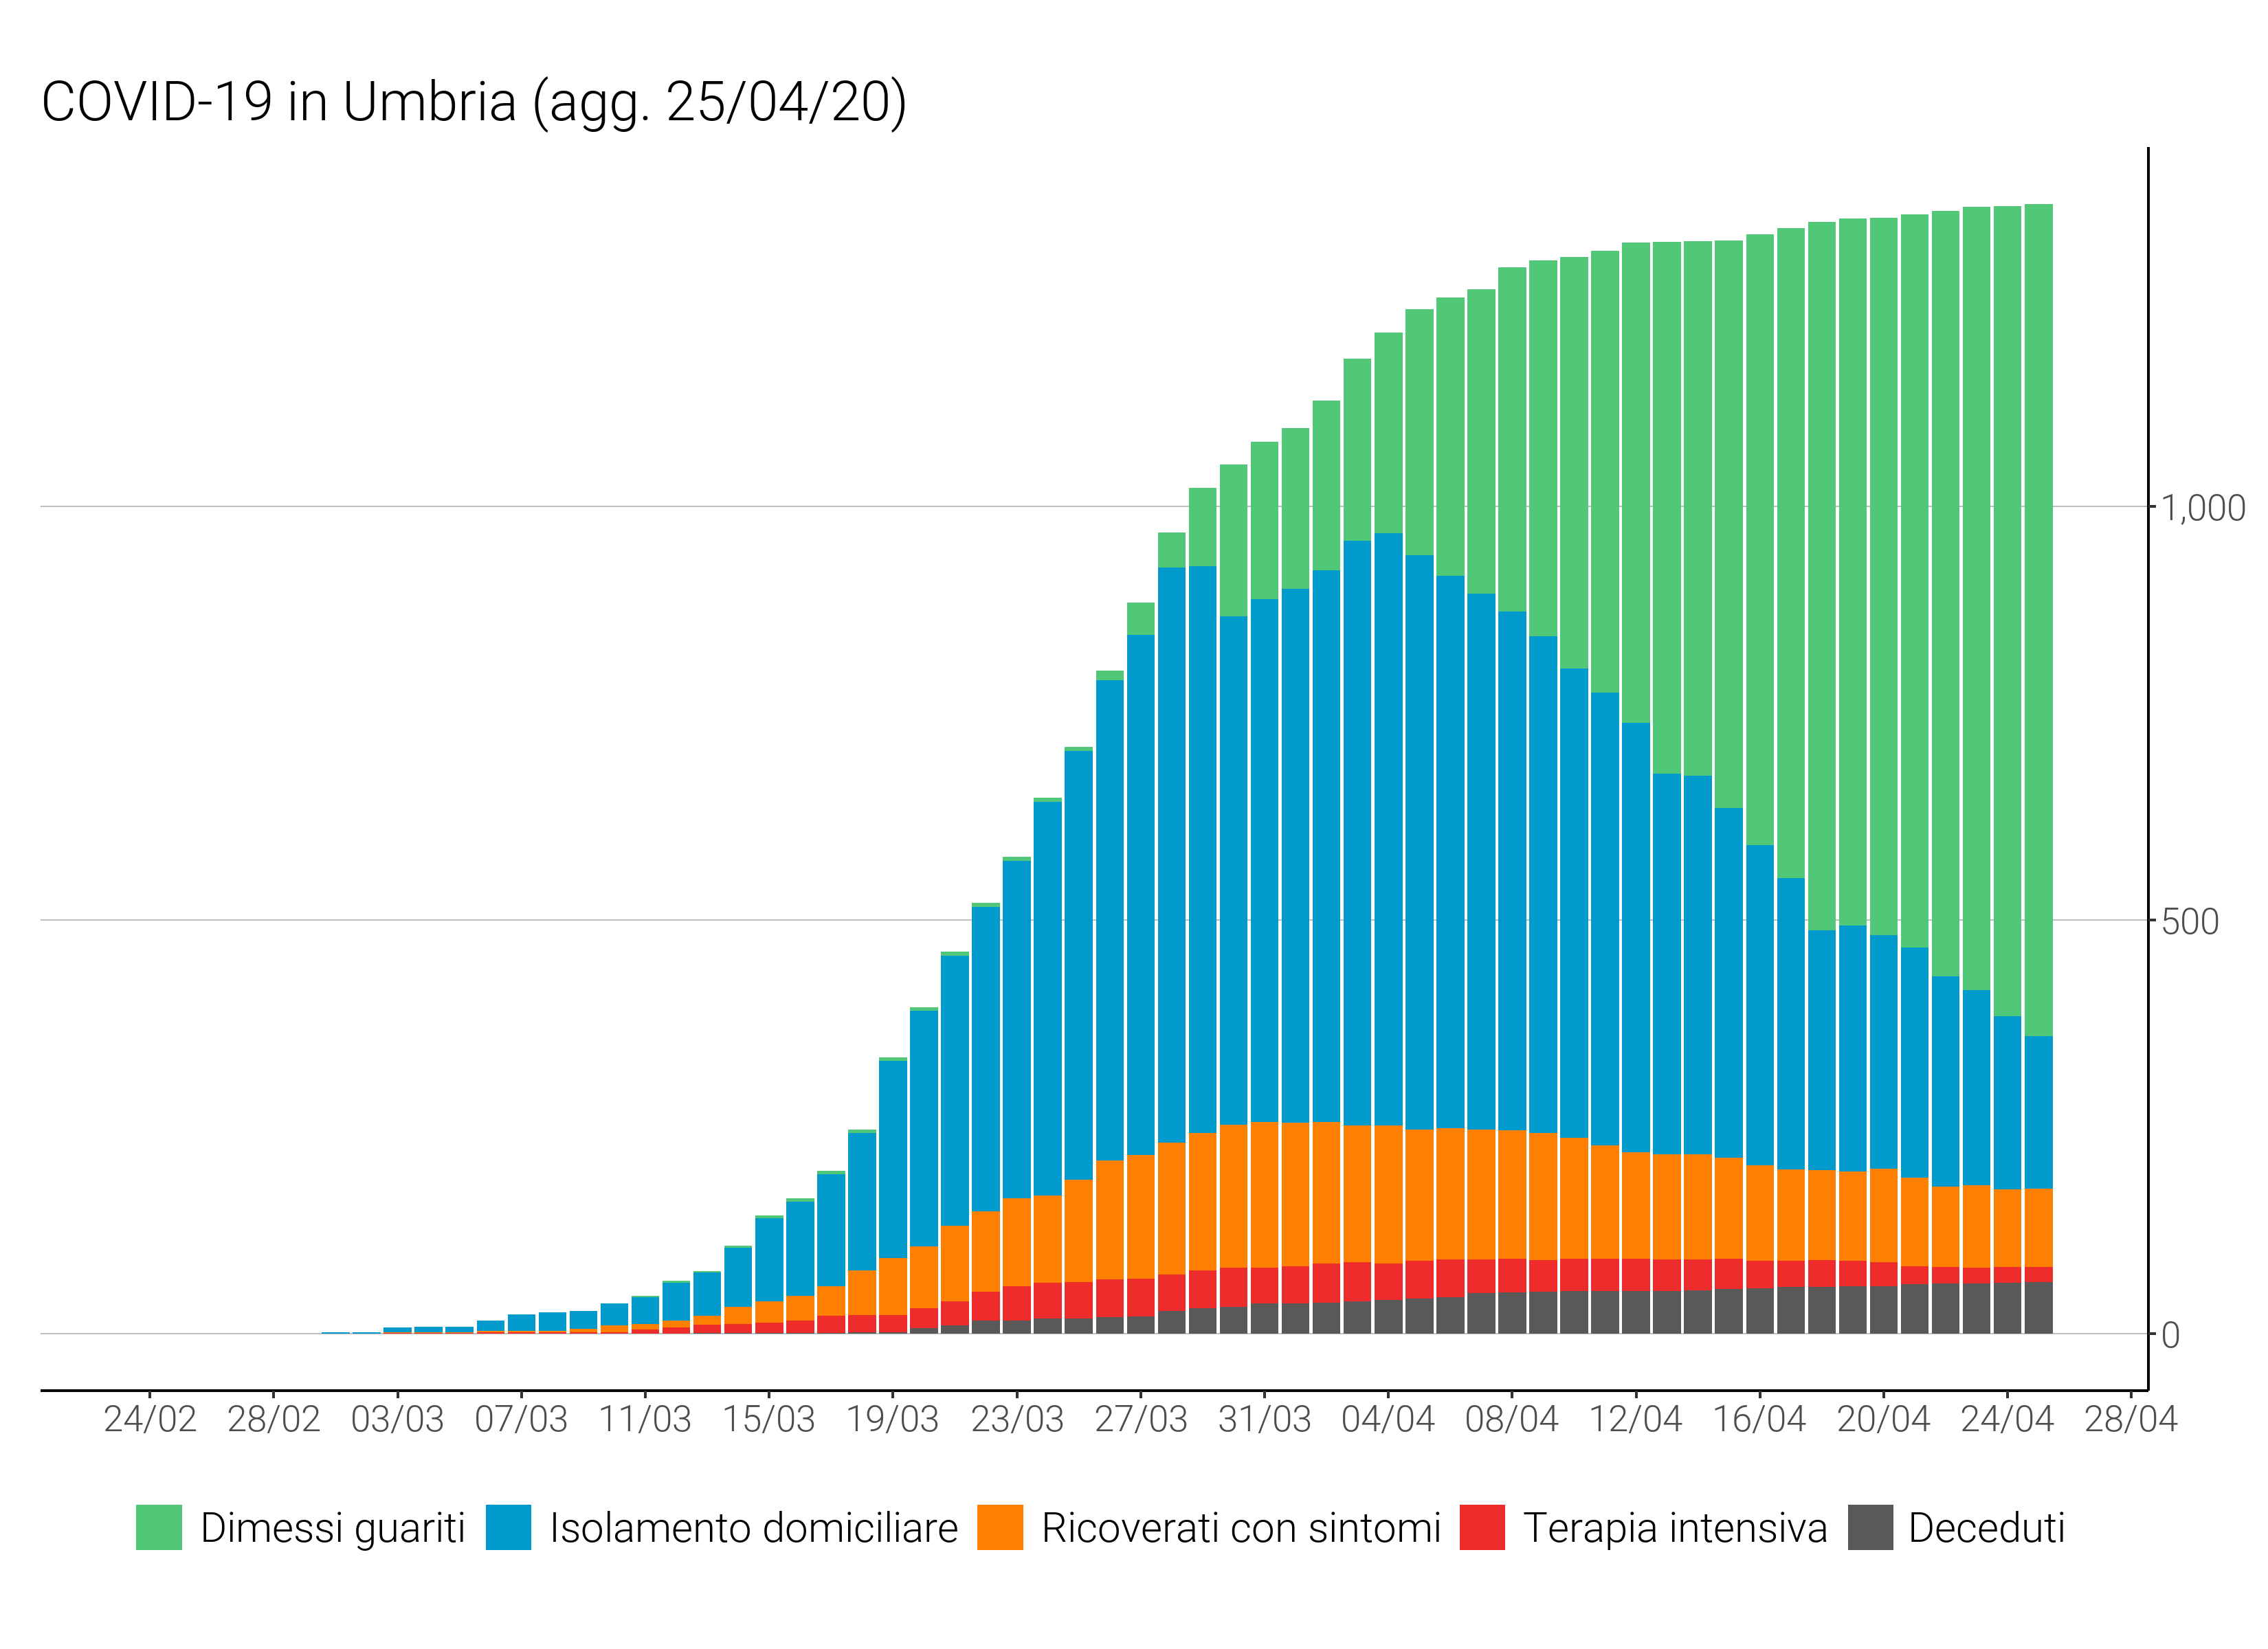 COVID-19 in Umbria (agg. 25/04/20)
1,000
500
0
24/02 28/02 03/03 07/03 11/03 15/03 19/03 23/03 27/03 31/03 04/04 08/04 12/04 16/04 20/04 24/04 28/04
Dimessi guariti Isolamento domiciliare Ricoverati con sintomi Terapia intensiva Deceduti